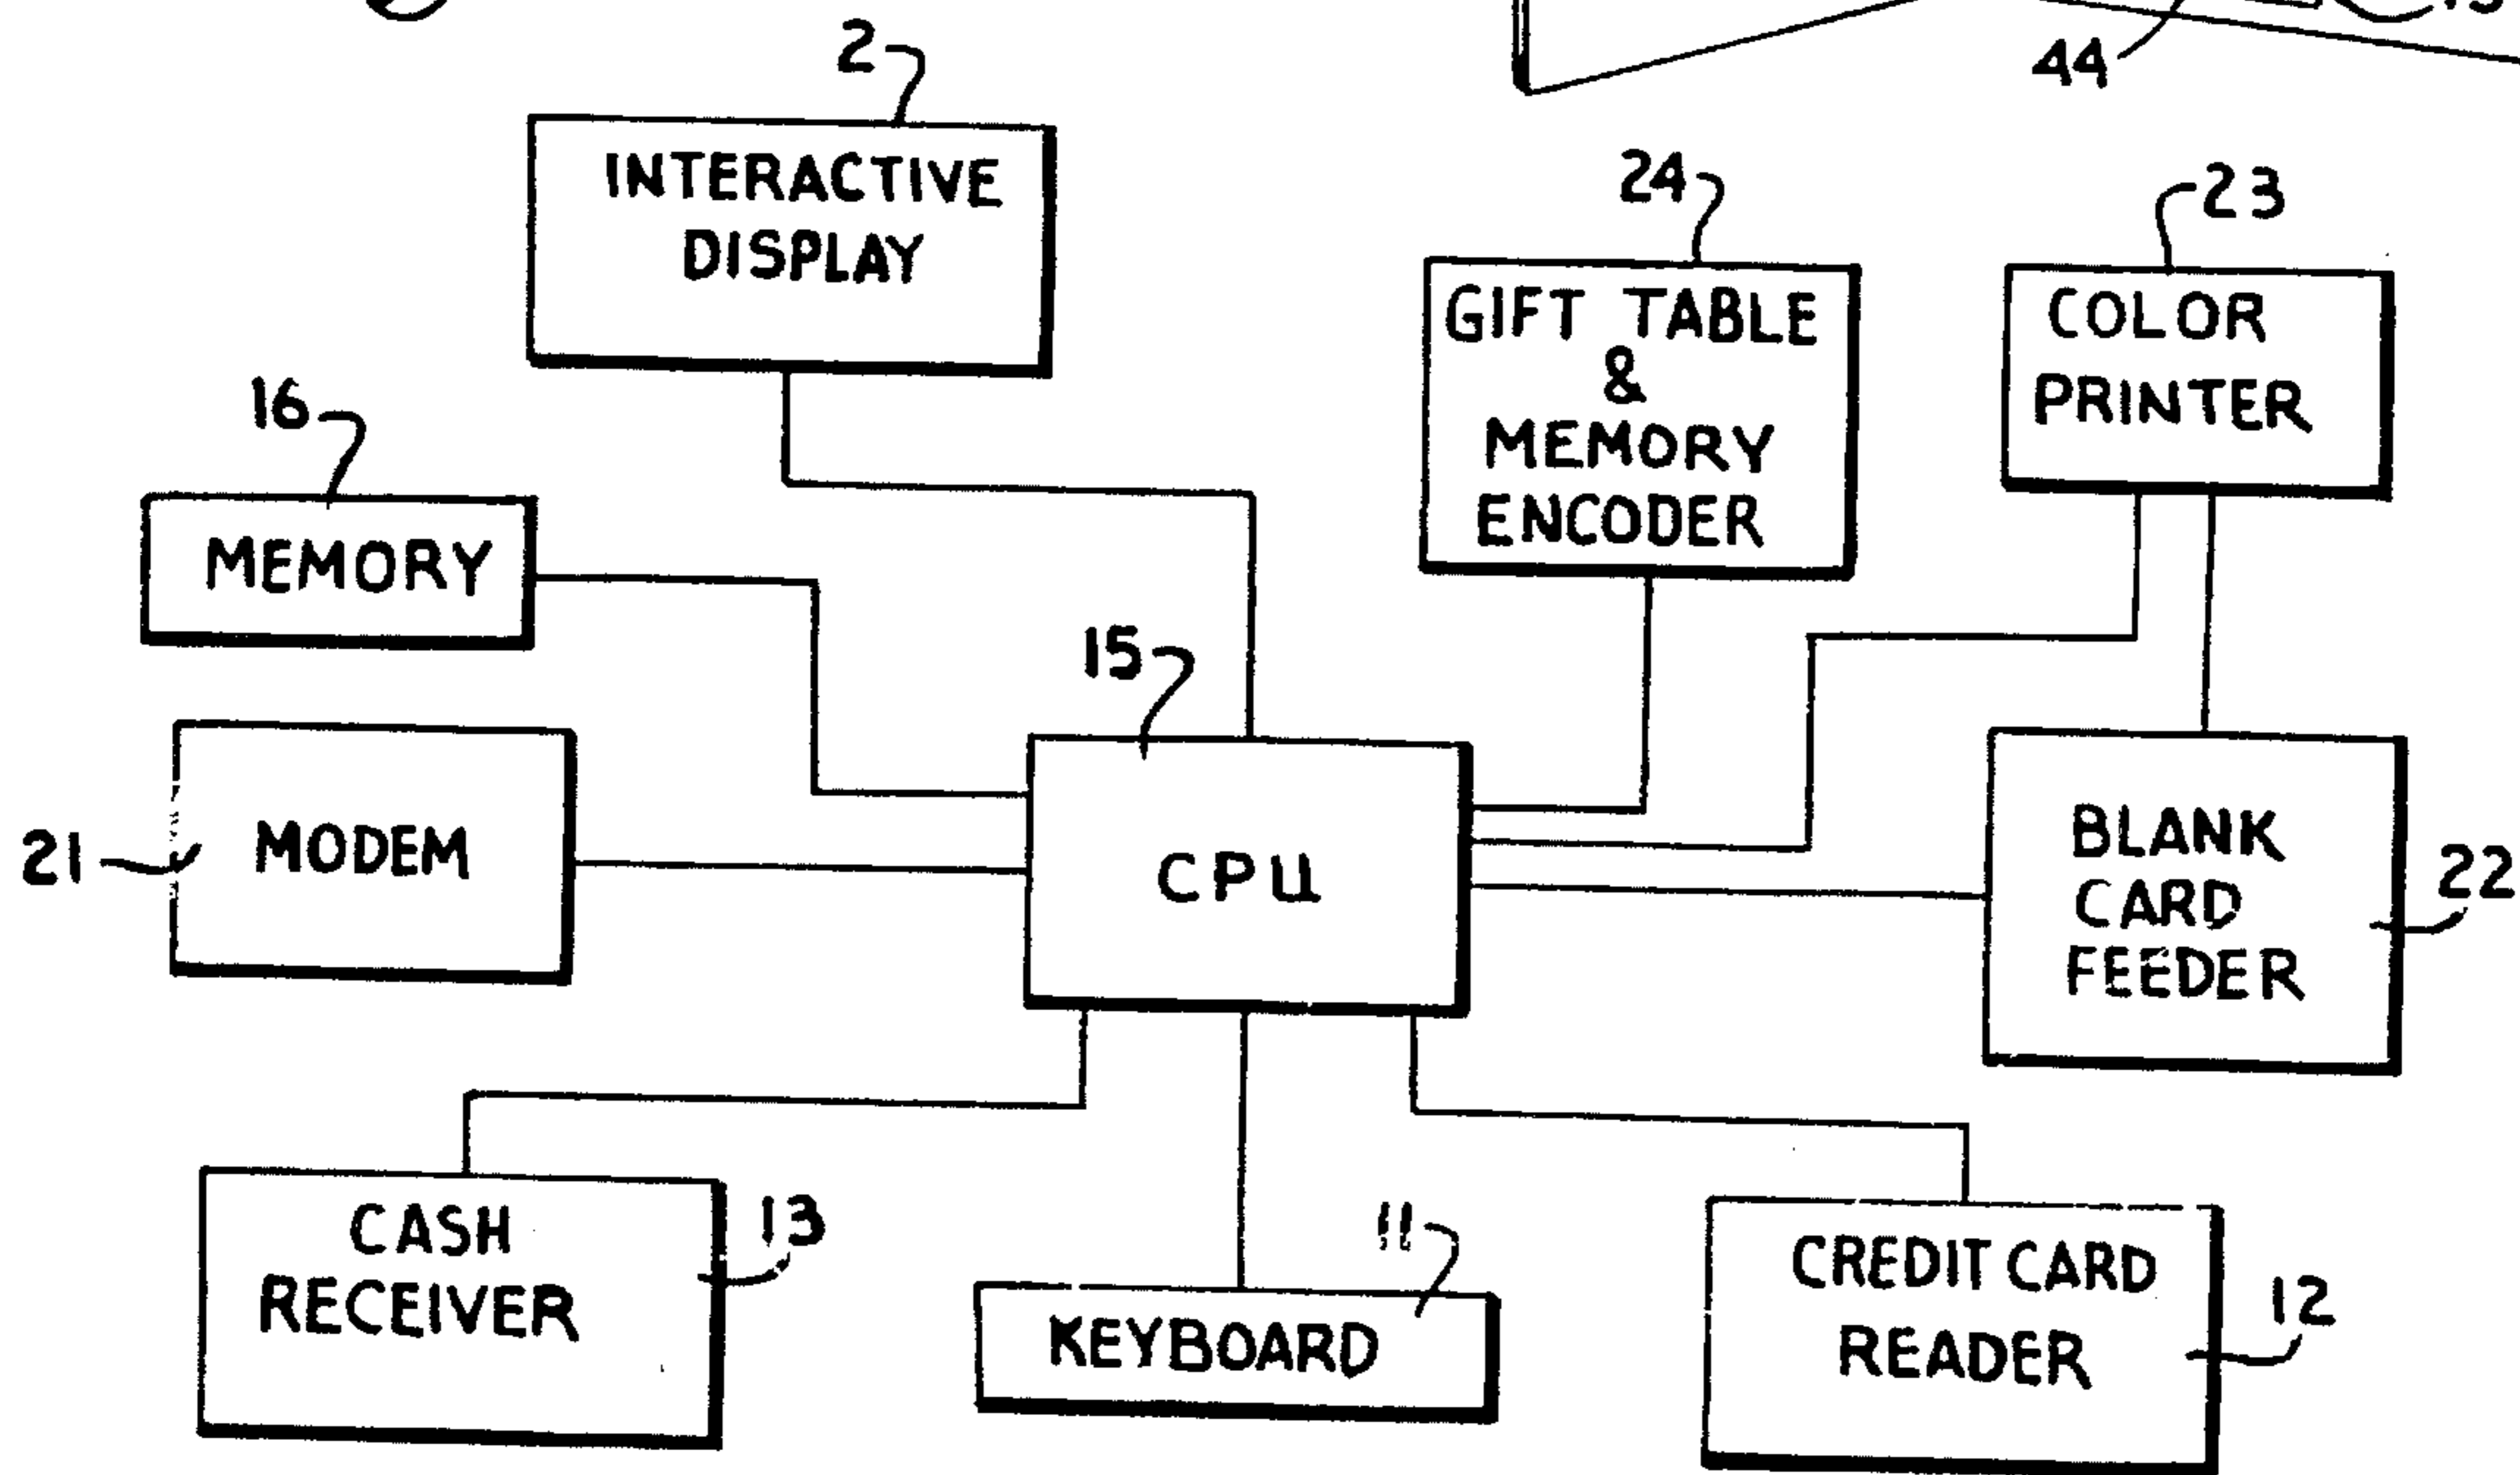 2
44
INTERACTIVE
DISPLAY
24
23
GIFT TABLE
&
MEMORY
ENCODER
COLOR
PRINTER
16
MEMORY
15
21
MODEM
CPU
BLANK
CARD
FEEDER
22
CASH
RECEIVER
13
11
KEYBOARD
CREDIT CARD
READER
12